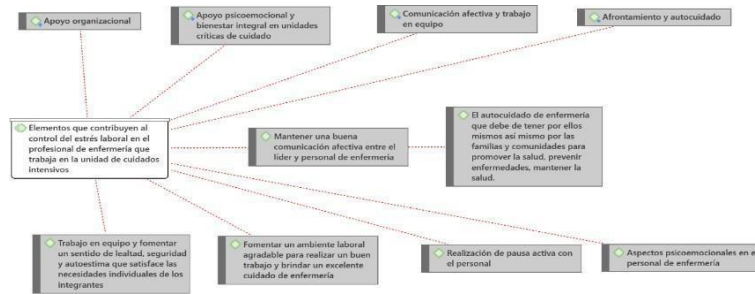 Apoyo organizacional
Apoyo psicoemocional y
bienestar integral en unidades
críticas de cuidado
Comunicación afectiva y trabajo
en equipo
Afrontamiento y autocuidado
Elementos que contribuyen al
control del estrés laboral en el
profesional de enfermería que
trabaja en la unidad de cuidados
intensivos
Mantener una buena
comunicación afectiva entre el
líder y personal de enfermería
El autocuidado de enfermería
que debe de tener por ellos
mismos así mismo por las
familias y comunidades para
promover la salud, prevenir
enfermedades, mantener la
salud.
Trabajo en equipo y fomentar
un sentido de lealtad, seguridad
y autoestima que satisface las
necesidades individuales de los
integrantes
Fomentar un ambiente laboral
agradable para realizar un buen
trabajo y brindar un excelente
cuidado de enfermería
Realización de pausa activa con
el personal
Aspectos psicoemocionales en e
personal de enfermería